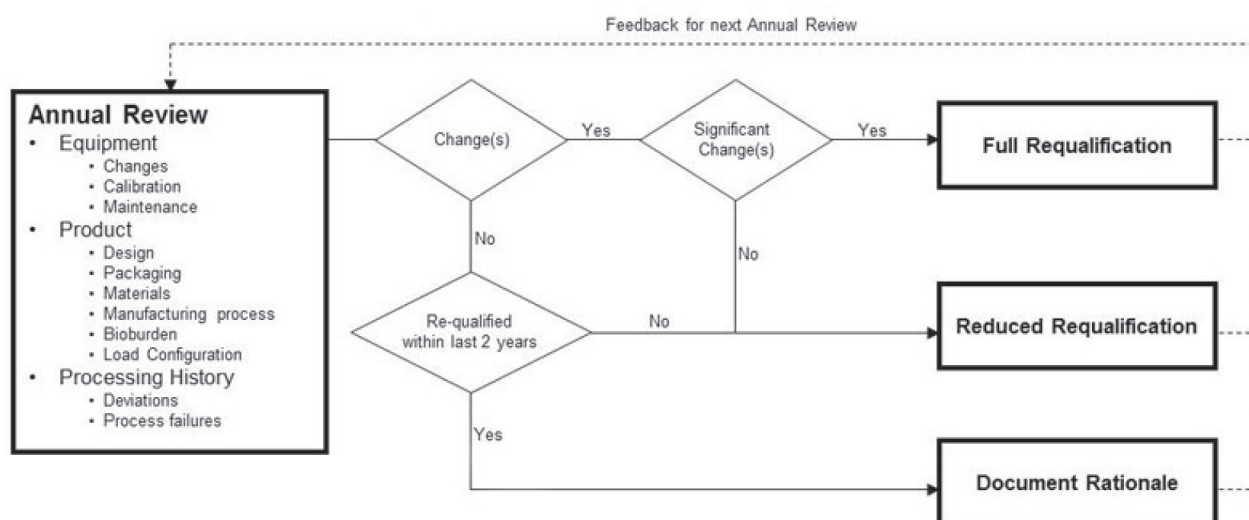 Feedback for next Annual Review
Annual Review
• Equipment
▪ Changes
▪ Calibration
▪ Maintenance
• Product
▪ Design
▪ Packaging
▪ Materials
▪ Manufacturing process
▪ Bioburden
▪ Load Configuration
• Processing History
▪ Deviations
▪ Process failures
Change(s)
Yes
Significant
Change(s)
Yes
Full Requalification
No
No
Re-qualified
within last 2 years
No
Reduced Requalification
Yes
Document Rationale